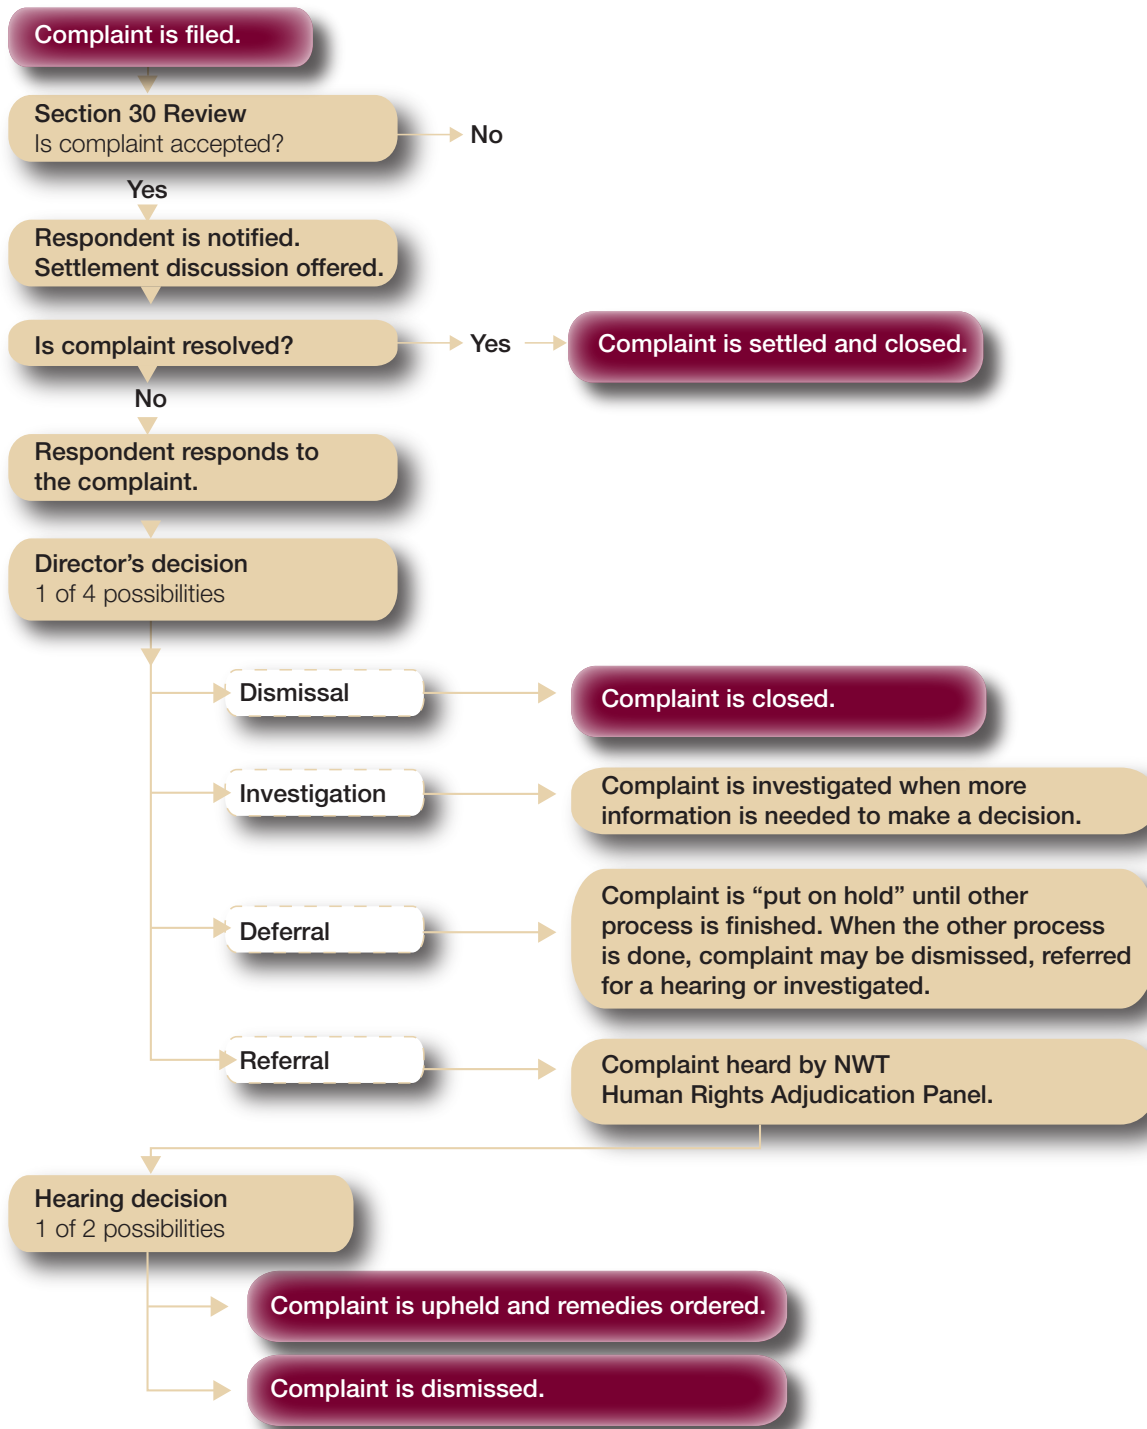 Complaint is filed.
Section 30 Review
Is complaint accepted?
No
Yes
Respondent is notified.
Settlement discussion offered.
Is complaint resolved?
Yes
Complaint is settled and closed.
No
Respondent responds to
the complaint.
Director’s decision
1 of 4 possibilities
Dismissal
Complaint is closed.
Investigation
Complaint is investigated when more
information is needed to make a decision.
Deferral
Complaint is “put on hold” until other
process is finished. When the other process
is done, complaint may be dismissed, referred
for a hearing or investigated.
Referral
Complaint heard by NWT
Human Rights Adjudication Panel.
Hearing decision
1 of 2 possibilities
Complaint is upheld and remedies ordered.
Complaint is dismissed.